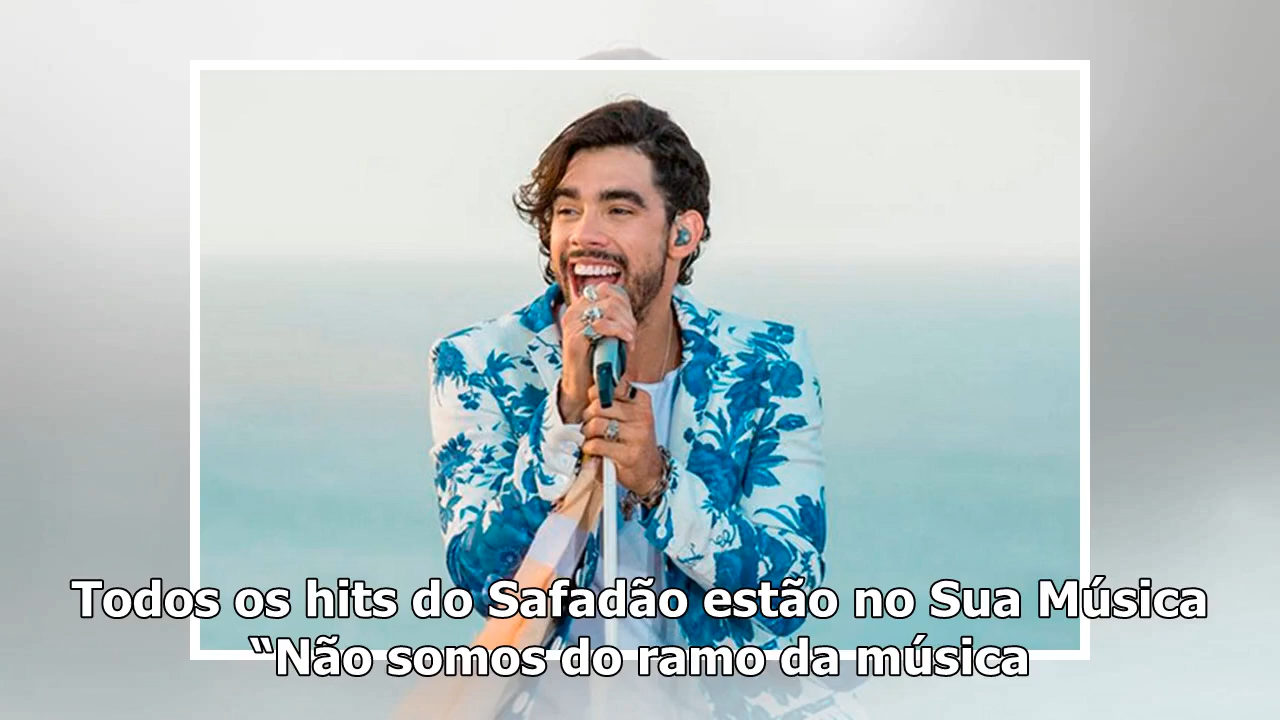 Todos os hits do Safadão estão no Sua Música
“Não somos do ramo da música